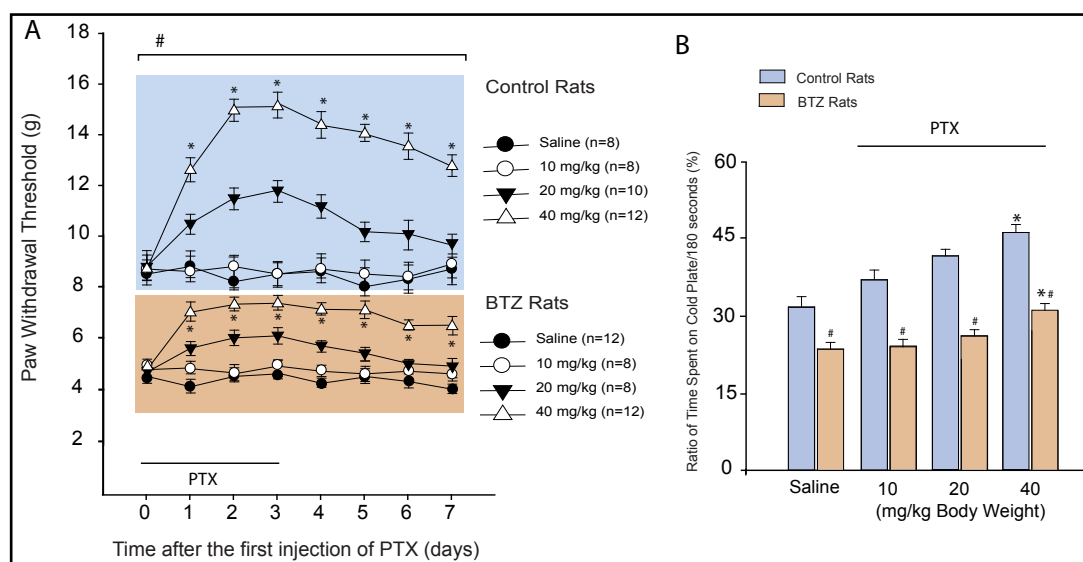 A
#
Paw Withdrawal Threshold (g)
18
16
14
12
10
8
6
4
2
* * * * * * *
* * * * * * *
PTX
0 1 2 3 4 5 6 7
Time after the first injection of PTX (days)
Control Rats
Saline (n=8)
10 mg/kg (n=8)
20 mg/kg (n=10)
40 mg/kg (n=12)
BTZ Rats
Saline (n=12)
10 mg/kg (n=8)
20 mg/kg (n=8)
40 mg/kg (n=12)
B
Control Rats
BTZ Rats
PTX
Ratio of Time Spent on Cold Plate/180 seconds (%)
60
45
30
15
0
*
# # # *#
Saline 10 20 40
(mg/kg Body Weight)